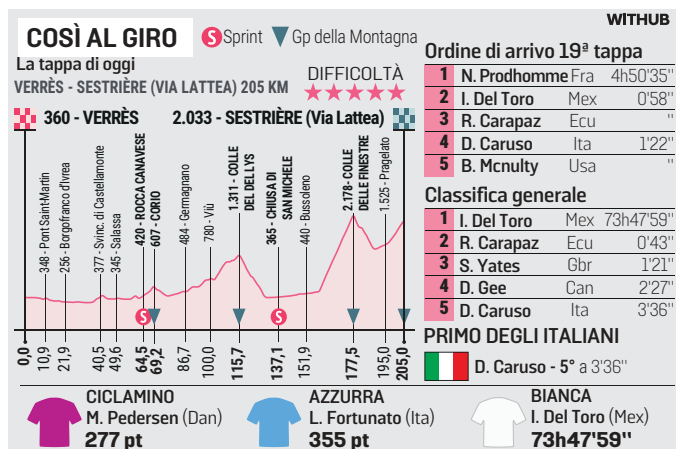 WITHUB
COSÌ AL GIRO
S Sprint Gp della Montagna
La tappa di oggi
VERRÈS - SESTRIÈRE (VIA LATTEA) 205 KM
DIFFICOLTÀ
360 - VERRÈS
2.033 - SESTRIÈRE (Via Lattea)
348 - Pont Saint-Martin
256 - Borgofranco d'Ivrea
377 - Svinc. di Castellamonte
345 - Salassa
420 - ROCCA CANAVESE
607 - CORIO
484 - Germagnano
780 - Viù
1.311 - COLLE
DEL DEL LYS
365 - CHIUSA DI
SAN MICHELE
440 - Bussoleno
2.178 - COLLE
DELLE FINESTRE
1.525 - Pragelato
S S
0,0 10,9 21,9 40,5 49,6 64,5 69,2 86,7 100,0 115,7 137,1 151,9 177,5 195,0 205,0
Ordine di arrivo 19ª tappa
1 N. Prodhomme Fra 4h50'35"
2 I. Del Toro Mex 0'58"
3 R. Carapaz Ecu "
4 D. Caruso Ita 1'22"
5 B. Mcnulty Usa "
Classifica generale
1 I. Del Toro Mex 73h47'59"
2 R. Carapaz Ecu 0'43"
3 S. Yates Gbr 1'21"
4 D. Gee Can 2'27"
5 D. Caruso Ita 3'36"
PRIMO DEGLI ITALIANI
D. Caruso - 5° a 3'36"
CICLAMINO
M. Pedersen (Dan)
277 pt
AZZURRA
L. Fortunato (Ita)
355 pt
BIANCA
I. Del Toro (Mex)
73h47'59"